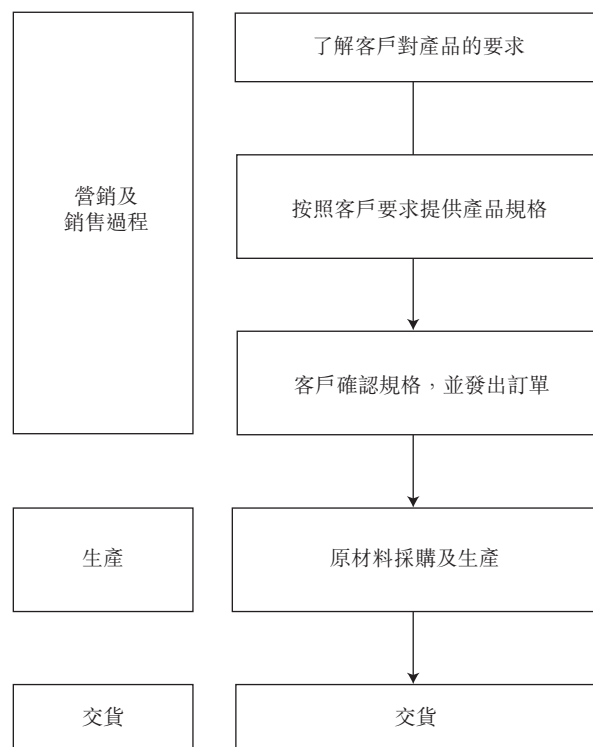 了解客戶對產品的要求
營銷及
銷售過程
按照客戶要求提供產品規格
客戶確認規格，並發出訂單
生產
原材料採購及生產
交貨
交貨